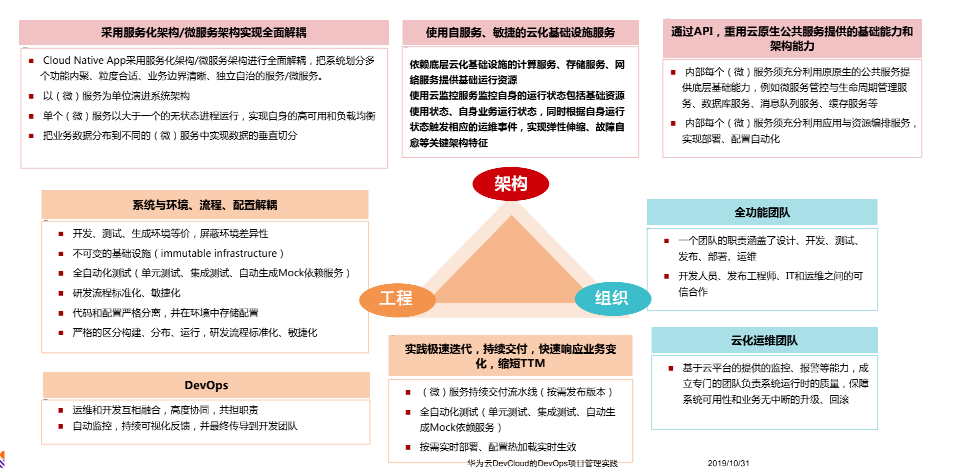 采用服务化架构/微服务架构实现全面解耦
Cloud Native App采用服务化架构/微服务架构进行全面解耦，把系统划分多
个功能内聚、粒度合适、业务边界清晰、独立自治的服务/微服务。
以（微）服务为单位演进系统架构
单个（微）服务以大于一个的无状态进程运行，实现自身的高可用和负载均衡
把业务数据分布到不同的（微）服务中实现数据的垂直切分
使用自服务、敏捷的云化基础设施服务
依赖底层云化基础设施的计算服务、存储服务、网
络服务提供基础运行资源
使用云监控服务监控自身的运行状态包括基础资源
使用状态、自身业务运行状态，同时根据自身运行
状态触发相应的运维事件，实现弹性伸缩、故障自
愈等关键架构特征
通过API，重用云原生公共服务提供的基础能力和
架构能力
内部每个（微）服务须充分利用原原生的公共服务提
供底层基础能力，例如微服务管控与生命周期管理服
务、数据库服务、消息队列服务、缓存服务等
内部每个（微）服务须充分利用应用与资源编排服务，
实现部署、配置自动化
架构
工程
组织
系统与环境、流程、配置解耦
开发、测试、生成环境等价，屏蔽环境差异性
不可变的基础设施（immutable infrastructure）
全自动化测试（单元测试、集成测试、自动生成Mock依赖服务）
研发流程标准化、敏捷化
代码和配置严格分离，并在环境中存储配置
严格的区分构建、分布、运行，研发流程标准化、敏捷化
DevOps
运维和开发互相融合，高度协同，共担职责
自动监控，持续可视化反馈，并最终传导到开发团队
实践极速迭代，持续交付，快速响应业务变
化，缩短TTM
（微）服务持续交付流水线（按需发布版本）
全自动化测试（单元测试、集成测试、自动生
成Mock依赖服务）
按需实时部署、配置热加载实时生效
全功能团队
一个团队的职责涵盖了设计、开发、测试、
发布、部署、运维
开发人员、发布工程师、IT和运维之间的可
信合作
云化运维团队
基于云平台的提供的监控、报警等能力，成
立专门的团队负责系统运行时的质量，保障
系统可用性和业务无中断的升级、回滚
华为云DevCloud的DevOps项目管理实践
2019/10/31